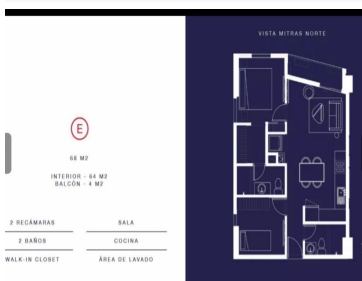 VISTA MITRAS NORTE
E
68 M2
INTERIOR - 64 M2
BALCÓN - 4 M2
2 RECÁMARAS
SALA
2 BAÑOS
COCINA
WALK-IN CLOSET
ÁREA DE LAVADO